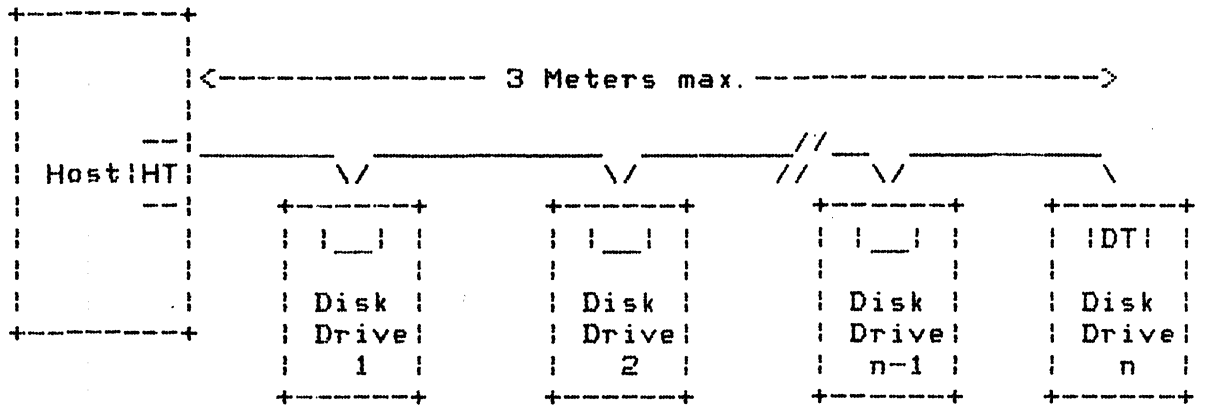 3 Meters max.
Host HT
DT
Disk Disk Disk Disk
Drive Drive Drive Drive
1 2 n-1 n